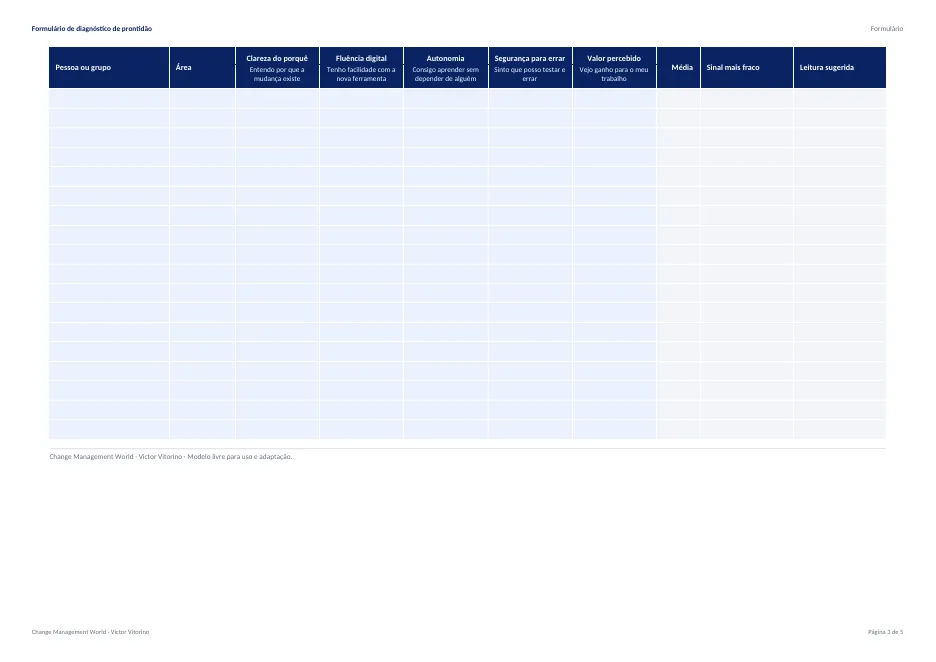 Formulário de diagnóstico de prontidão
Formulário
Pessoa ou grupo
Área
Clareza do porquê
Entendo por que a
mudança existe
Fluência digital
Tenho facilidade com a
nova ferramenta
Autonomia
Consigo aprender sem
depender de alguém
Segurança para errar
Sinto que posso testar e
errar
Valor percebido
Vejo ganho para o meu
trabalho
Média
Sinal mais fraco
Leitura sugerida
Change Management World · Victor Vitorino · Modelo livre para uso e adaptação.
Change Management World · Victor Vitorino
Página 3 de 5